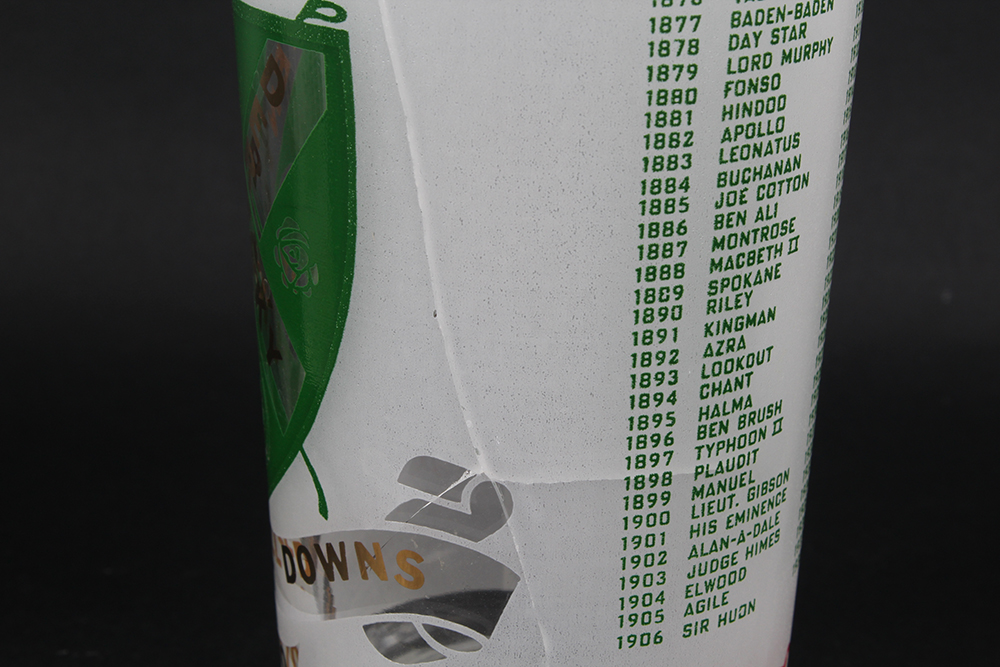 1877 BADEN-BADEN
1878 DAY STAR
1879 LORD MURPHY
1880 FONSO
1881 HINDOO
1882 APOLLO
1883 LEONATUS
1884 BUCHANAN
1885 JOE COTTON
1886 BEN ALI
1887 MONTROSE
1888 MACBETH II
1889 SPOKANE
1890 RILEY
1891 KINGMAN
1892 AZRA
1893 LOOKOUT
1894 CHANT
1895 HALMA
1896 BEN BRUSH
1897 TYPHOON II
1898 PLAUDIT
1899 MANUEL
1900 LIEUT. GIBSON
1901 HIS EMINENCE
1902 ALAN-A-DALE
1903 JUDGE HIMES
1904 ELWOOD
1905 AGILE
1906 SIR HUON
DOWNS